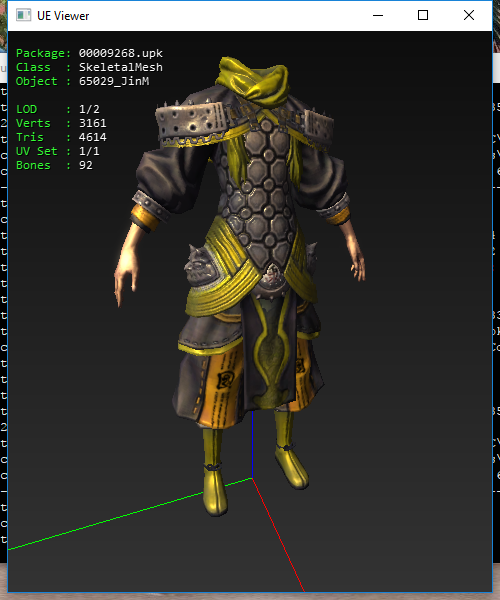 UE Viewer
Package: 00009268.upk
Class : SkeletalMesh
Object : 65029_JinM
LOD : 1/2
Verts : 3161
Tris : 4614
UV Set : 1/1
Bones : 92